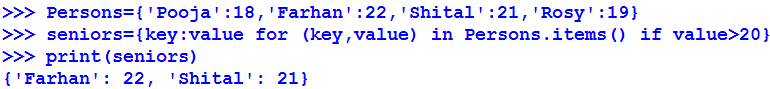 >>> Persons={'Pooja':18,'Farhan':22,'Shital':21,'Rosy':19}
>>> seniors={key:value for (key,value) in Persons.items() if value>20}
>>> print(seniors)
{'Farhan': 22, 'Shital': 21}